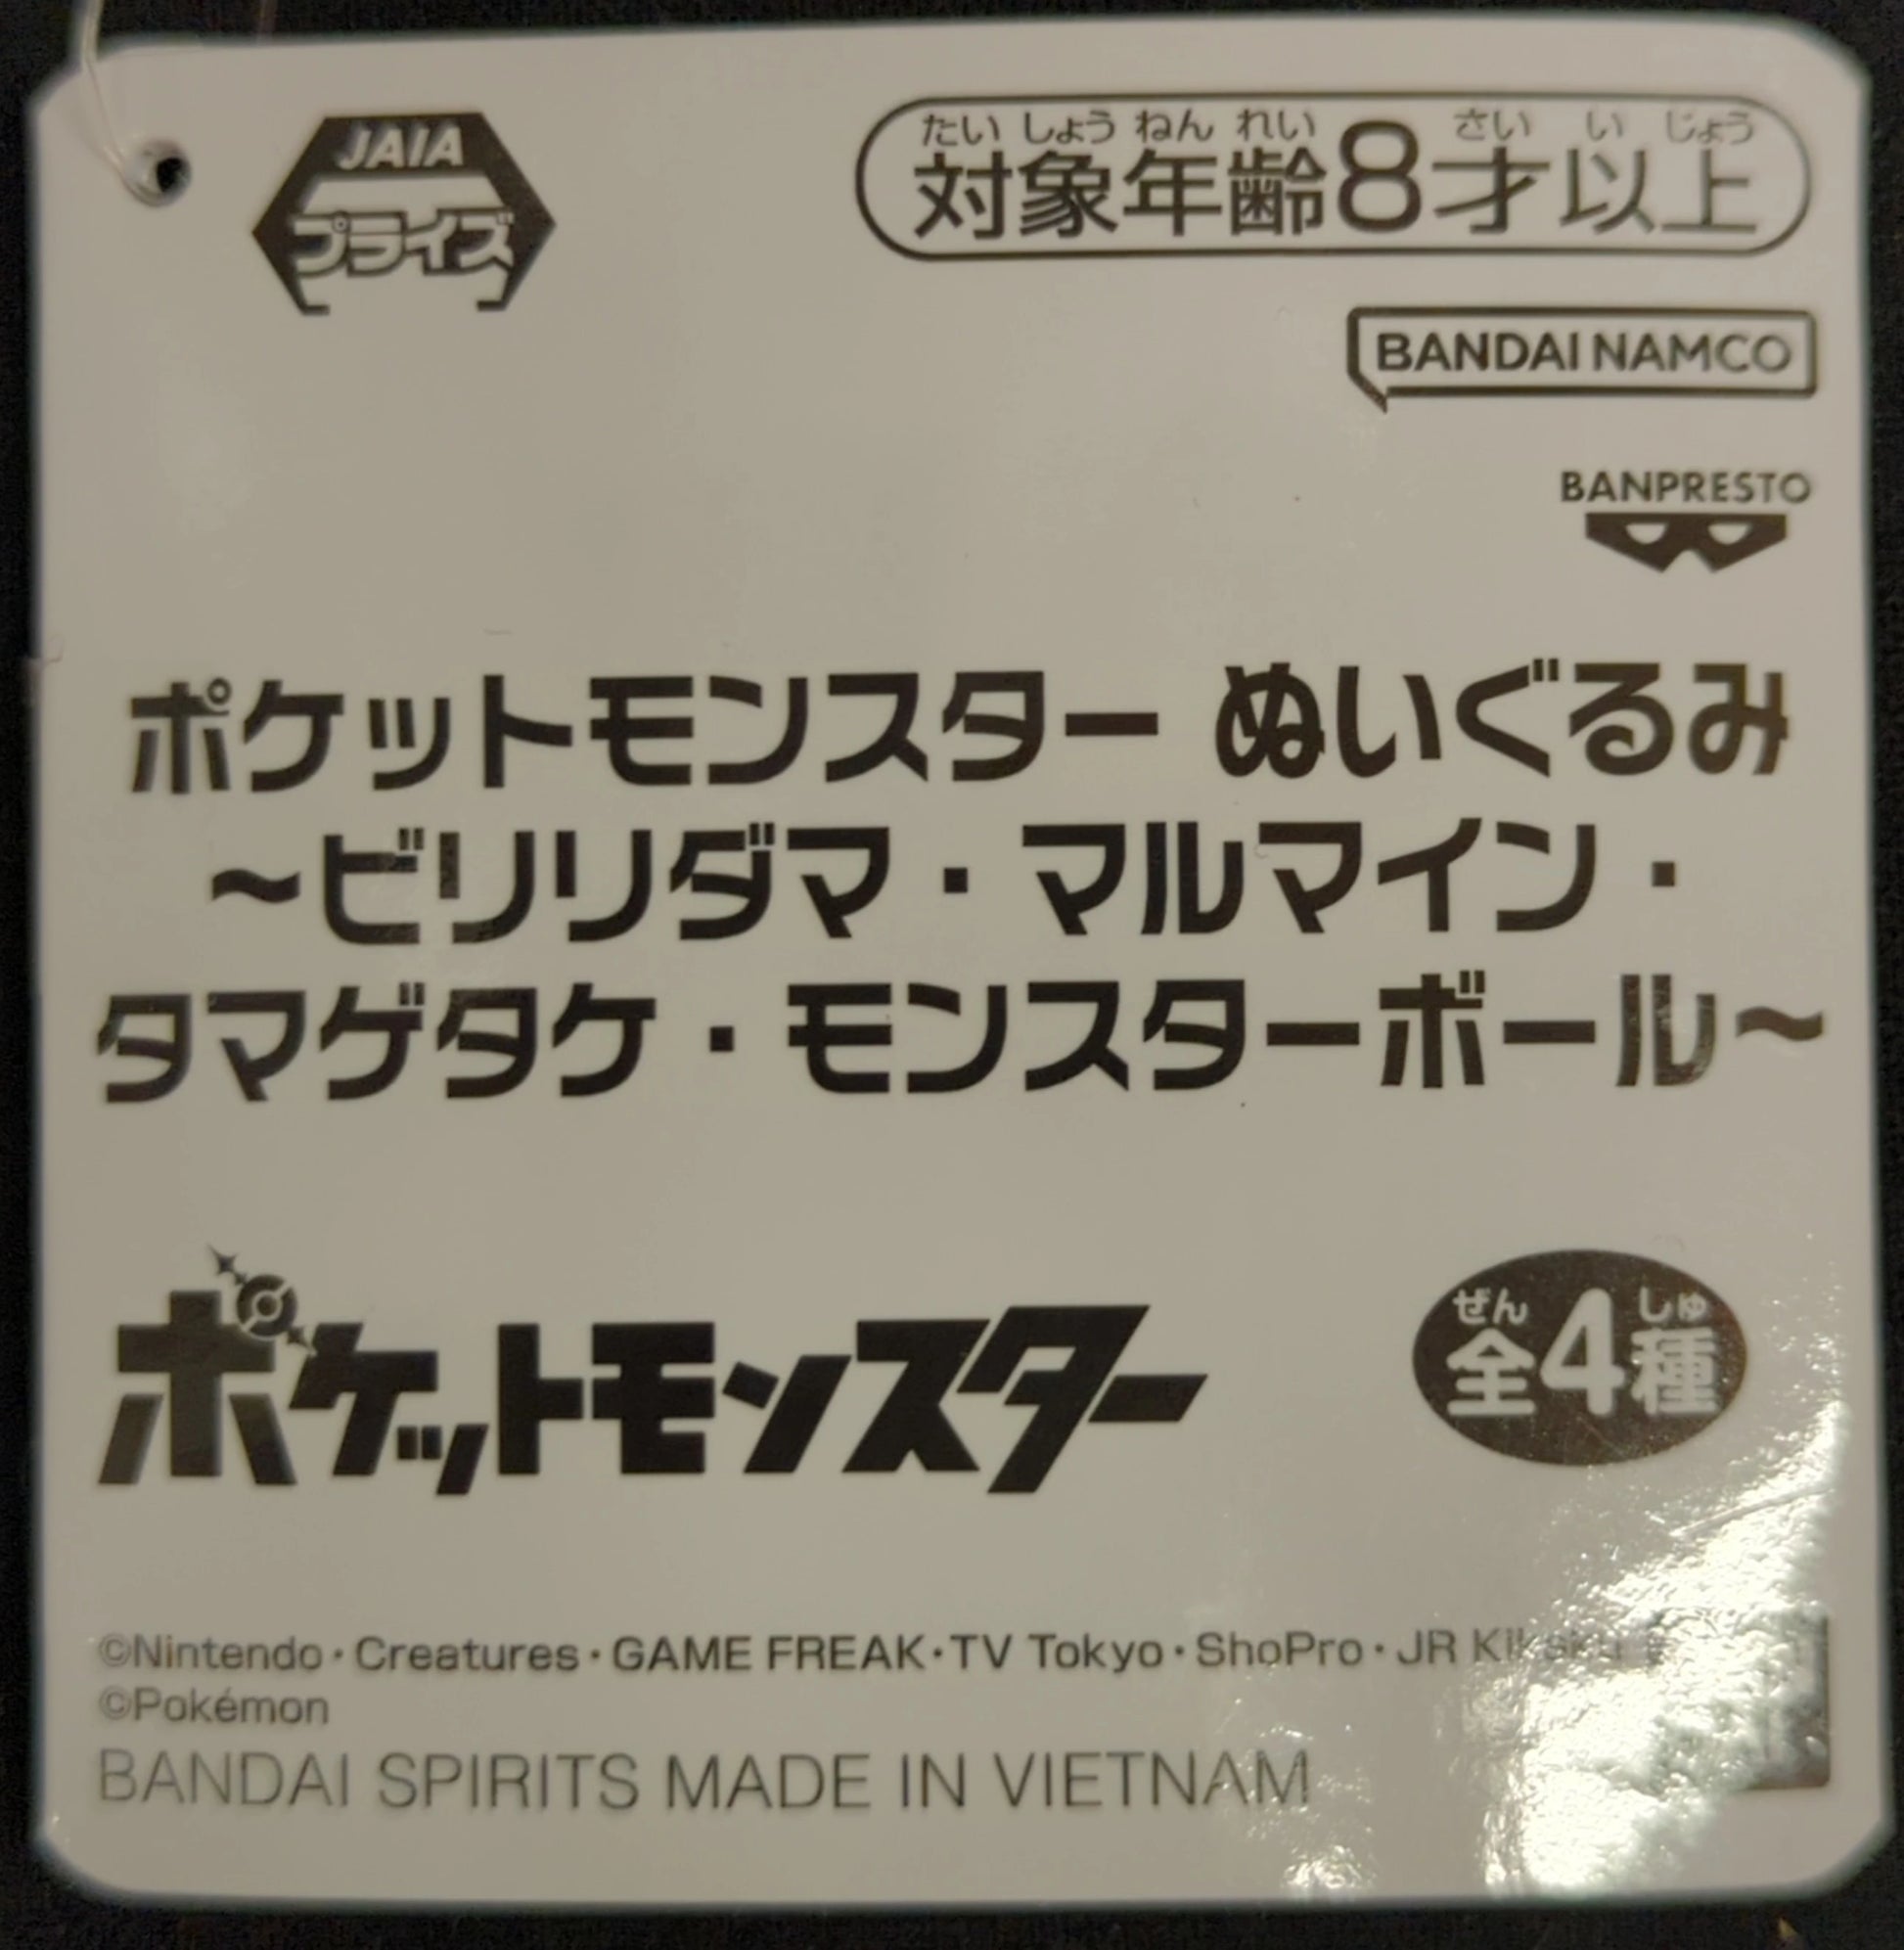 JAIA
プライズ
たいしょうねんれい さいいじょう
対象年齢8才以上
BANDAI NAMCO
BANPRESTO
ポケットモンスター ぬいぐるみ
～ビリリダマ・マルマイン・
タマゲタケ・モンスターボール～
ポケットモンスター
ぜん しゅ
全4種
©Nintendo・Creatures・GAME FREAK・TV Tokyo・ShoPro・JR Kikaku
©Pokémon
BANDAI SPIRITS MADE IN VIETNAM